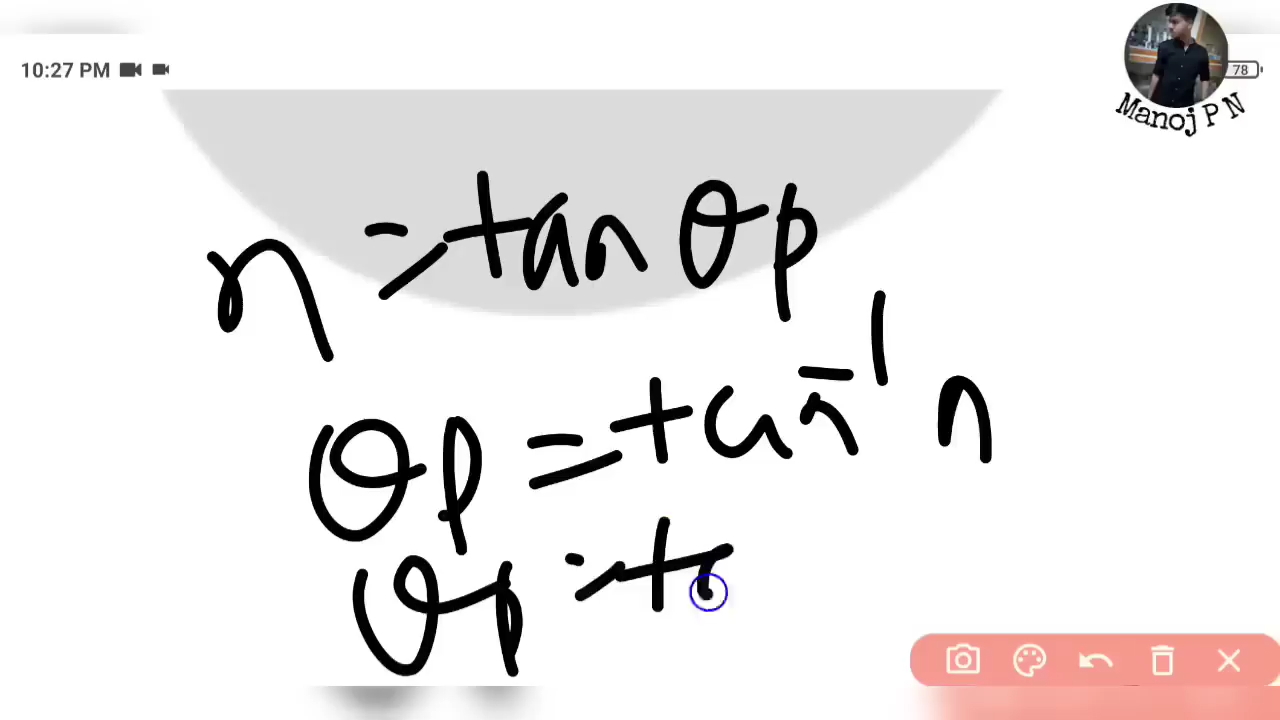 10:27 PM
78
Manoj P N
n = tan θp
θp = tan⁻¹ n
θp = t